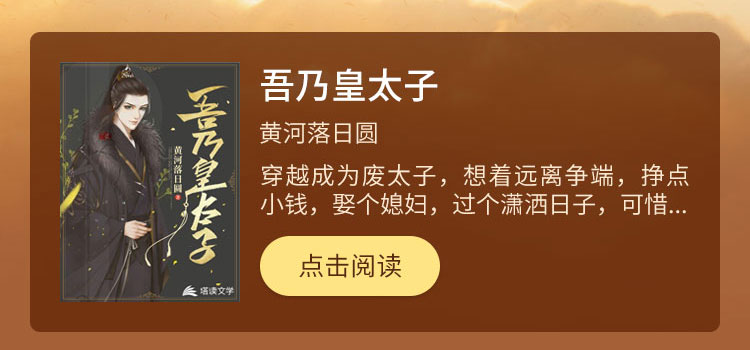 吾乃皇太子
黄河落日圆
塔读文学
吾乃皇太子
黄河落日圆
穿越成为废太子，想着远离争端，挣点
小钱，娶个媳妇，过个潇洒日子，可惜...
点击阅读